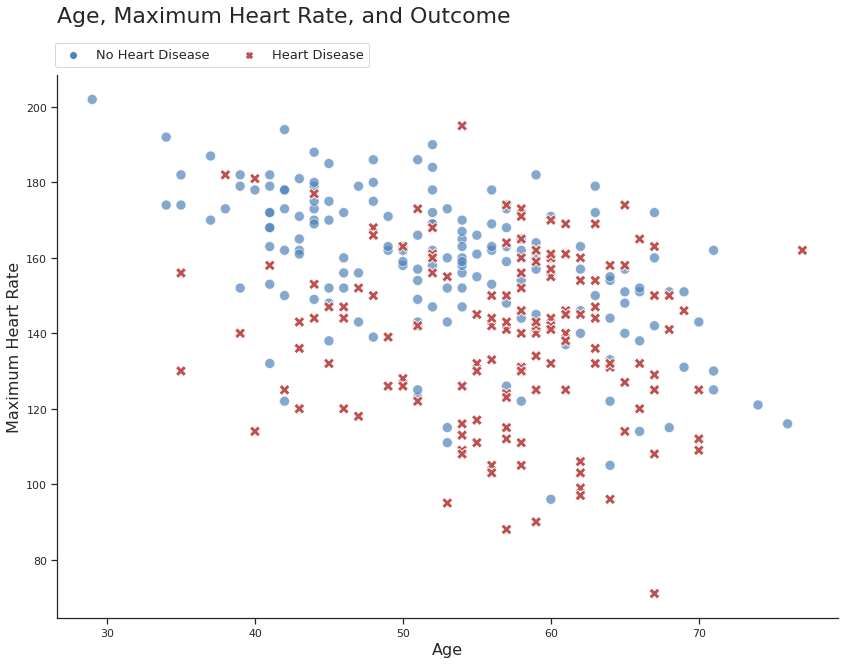 Age, Maximum Heart Rate, and Outcome
No Heart Disease Heart Disease
Maximum Heart Rate
200
180
160
140
120
100
80
30 40 50 60 70
Age